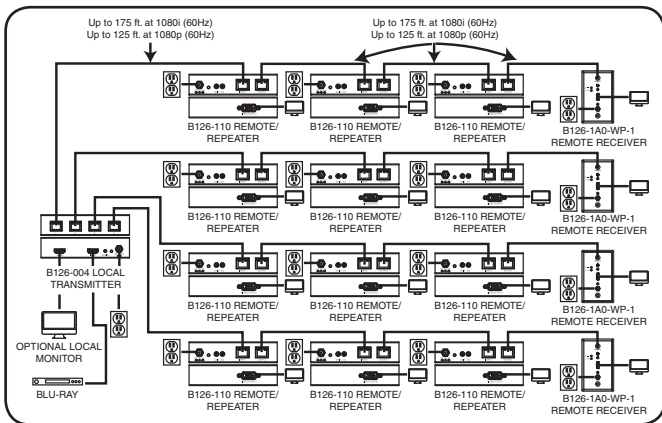 Up to 175 ft. at 1080i (60Hz)
Up to 125 ft. at 1080p (60Hz)
Up to 175 ft. at 1080i (60Hz)
Up to 125 ft. at 1080p (60Hz)
B126-110 REMOTE/
REPEATER
B126-110 REMOTE/
REPEATER
B126-110 REMOTE/
REPEATER
B126-1A0-WP-1
REMOTE RECEIVER
B126-110 REMOTE/
REPEATER
B126-110 REMOTE/
REPEATER
B126-110 REMOTE/
REPEATER
B126-1A0-WP-1
REMOTE RECEIVER
B126-004 LOCAL
TRANSMITTER
B126-110 REMOTE/
REPEATER
B126-110 REMOTE/
REPEATER
B126-110 REMOTE/
REPEATER
B126-1A0-WP-1
REMOTE RECEIVER
OPTIONAL LOCAL
MONITOR
BLU-RAY
B126-110 REMOTE/
REPEATER
B126-110 REMOTE/
REPEATER
B126-110 REMOTE/
REPEATER
B126-1A0-WP-1
REMOTE RECEIVER